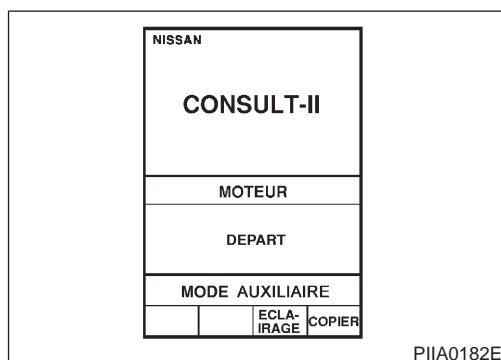 NISSAN
CONSULT-II
MOTEUR
DEPART
MODE AUXILIAIRE
ECLA-
IRAGE
COPIER
PIIA0182E